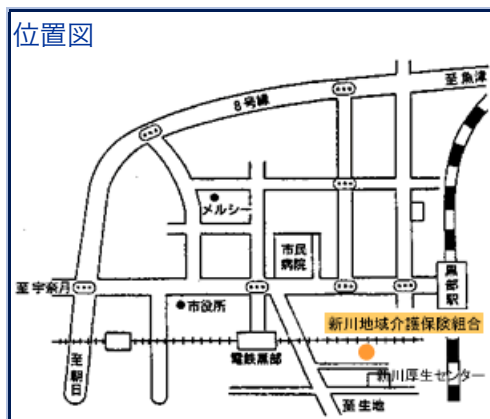 位置図
至魚津
8号線
メルシー
市民
病院
黒部駅
至宇奈月
市役所
新川地域介護保険組合
至朝日
電鉄黒部
新川厚生センター
至生地